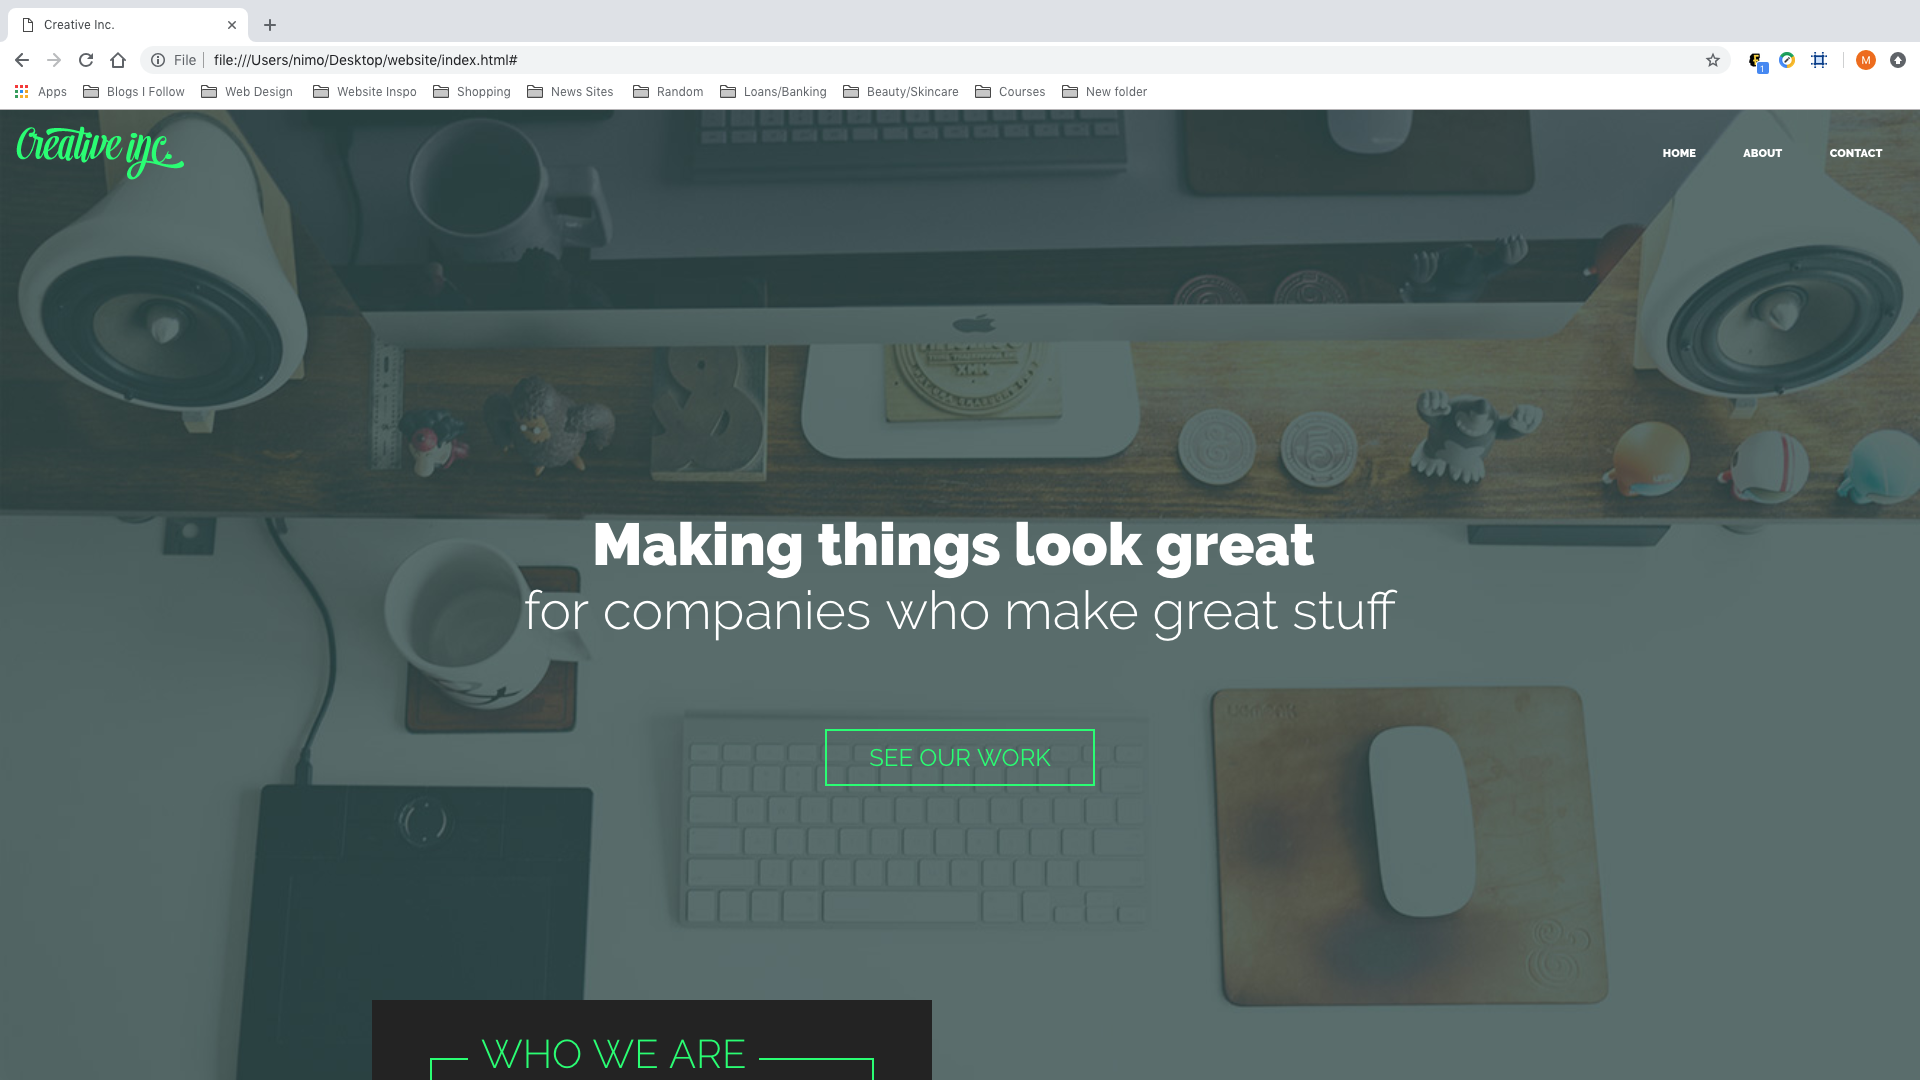 Creative Inc.
File
file:///Users/nimo/Desktop/website/index.html#
1
M
Apps
Blogs I Follow
Web Design
Website Inspo
Shopping
News Sites
Random
Loans/Banking
Beauty/Skincare
Courses
New folder
Creative inc.
HOME
ABOUT
CONTACT
Making things look great
for companies who make great stuff
SEE OUR WORK
WHO WE ARE